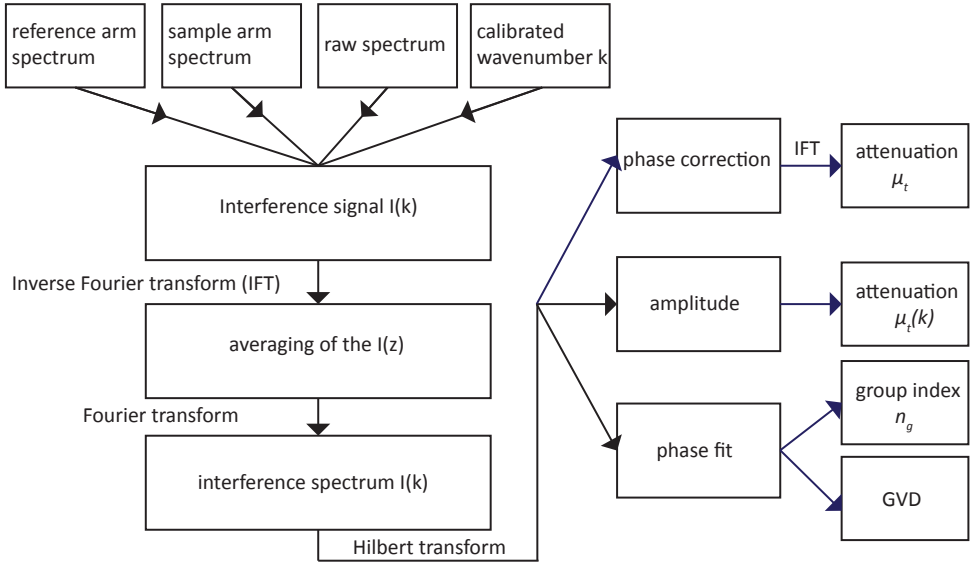 reference arm
spectrum
sample arm
spectrum
raw spectrum
calibrated
wavenumber k
Interference signal I(k)
Inverse Fourier transform (IFT)
averaging of the I(z)
Fourier transform
interference spectrum I(k)
Hilbert transform
phase correction
IFT
attenuation
μt
amplitude
attenuation
μt(k)
phase fit
group index
ng
GVD